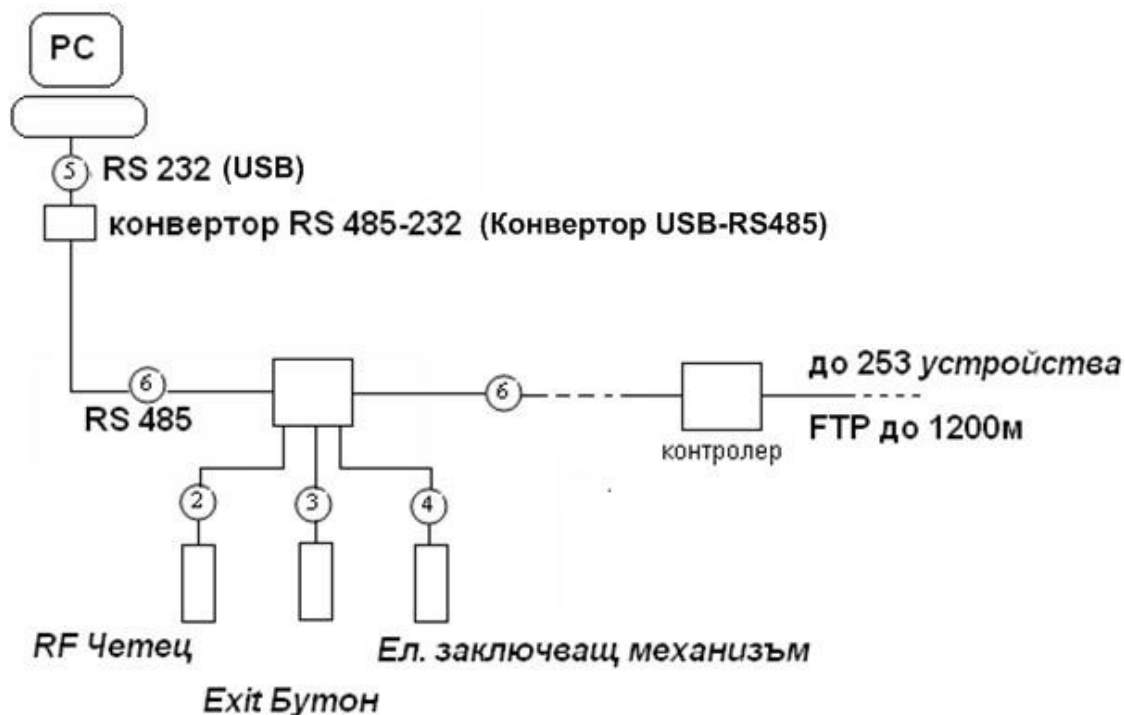 PC
5
RS 232 (USB)
конвертор RS 485-232 (Конвертор USB-RS485)
до 253 устройства
6
6
RS 485
FTP до 1200м
контролер
2
3
4
RF Четец
Ел. заключващ механизъм
Exit Бутон